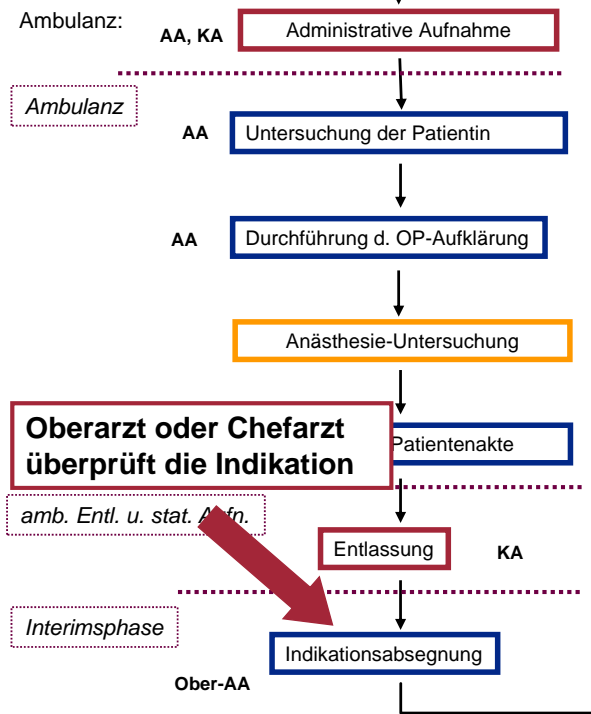 Ambulanz:
AA, KA
Administrative Aufnahme
Ambulanz
AA
Untersuchung der Patientin
AA
Durchführung d. OP-Aufklärung
Anästhesie-Untersuchung
Oberarzt oder Chefarzt
überprüft die Indikation
Patientenakte
amb. Entl. u. stat. Aufn.
Entlassung
KA
Interimsphase
Indikationsabsegnung
Ober-AA